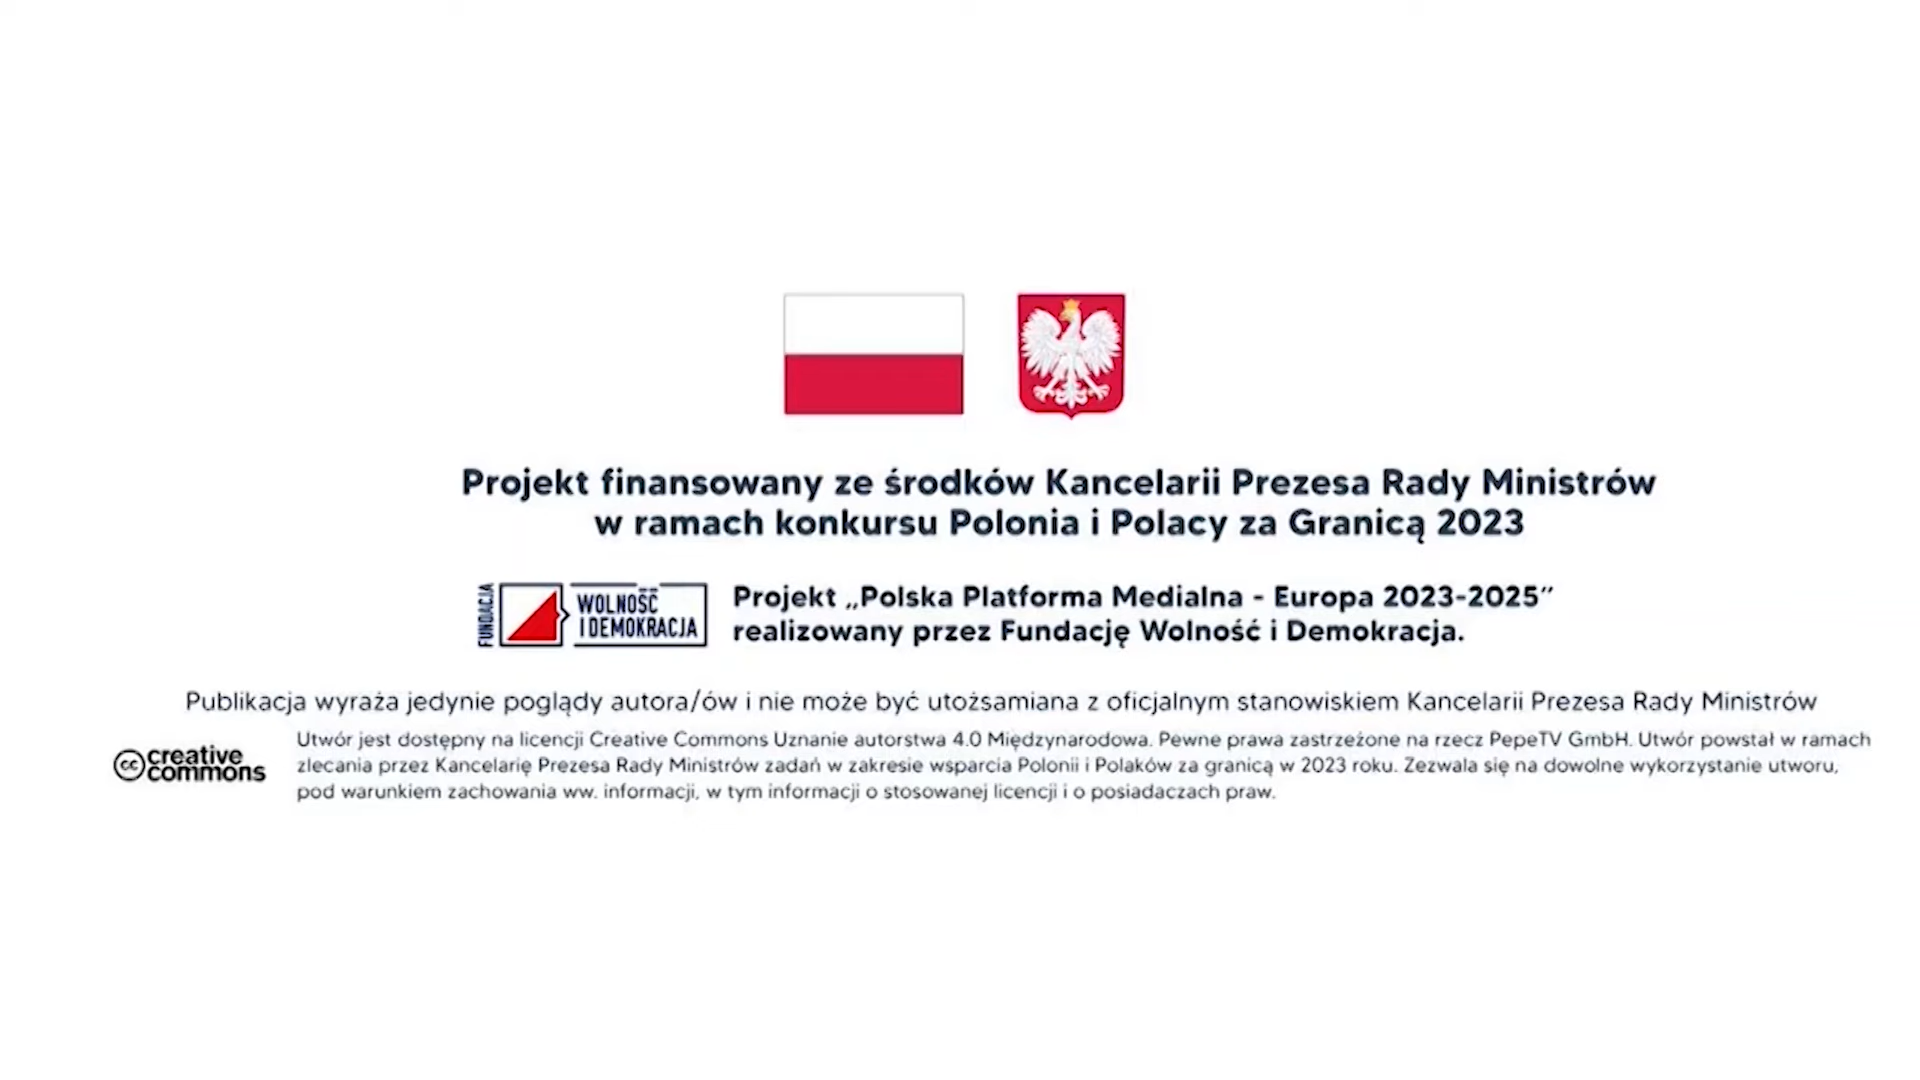 Projekt finansowany ze środków Kancelarii Prezesa Rady Ministrów
w ramach konkursu Polonia i Polacy za Granicą 2023
FUNDACJA
WOLNOŚĆ
I DEMOKRACJA
Projekt „Polska Platforma Medialna - Europa 2023-2025”
realizowany przez Fundację Wolność i Demokracja.
Publikacja wyraża jedynie poglądy autora/ów i nie może być utożsamiana z oficjalnym stanowiskiem Kancelarii Prezesa Rady Ministrów
cc creative
commons
Utwór jest dostępny na licencji Creative Commons Uznanie autorstwa 4.0 Międzynarodowa. Pewne prawa zastrzeżone na rzecz PepeTV GmbH. Utwór powstał w ramach
zlecania przez Kancelarię Prezesa Rady Ministrów zadań w zakresie wsparcia Polonii i Polaków za granicą w 2023 roku. Zezwala się na dowolne wykorzystanie utworu,
pod warunkiem zachowania ww. informacji, w tym informacji o stosowanej licencji i o posiadaczach praw.